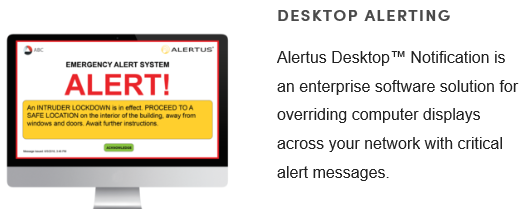 DESKTOP ALERTING
ABC
ALERTUS
EMERGENCY ALERT SYSTEM
ALERT!
An INTRUDER LOCKDOWN is in effect. PROCEED TO A
SAFE LOCATION on the interior of the building, away from
windows and doors. Await further instructions.
ACKNOWLEDGE
Alertus Desktop™ Notification is
an enterprise software solution for
overriding computer displays
across your network with critical
alert messages.